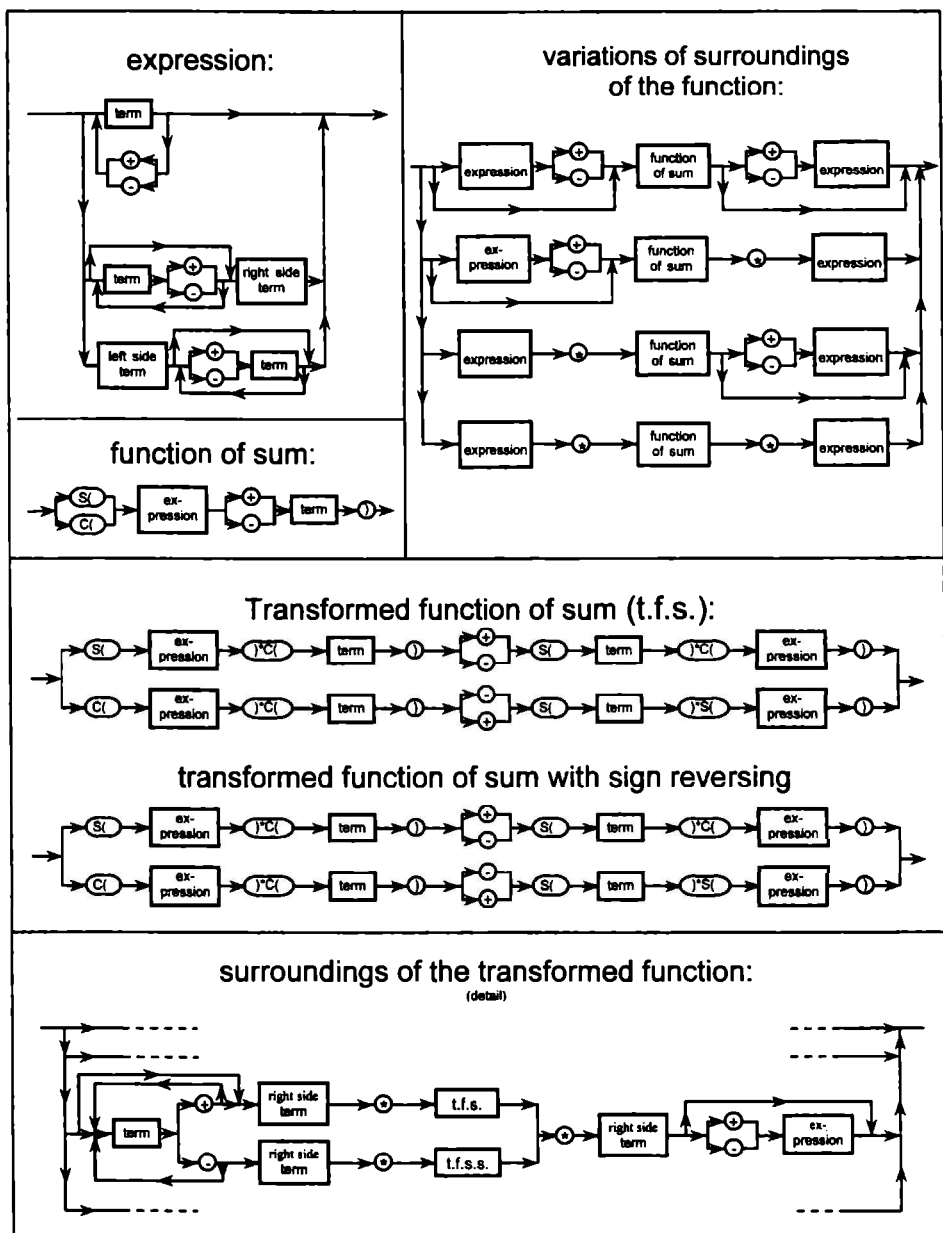 expression:
term
+
-
term
+
-
right side
term
left side
term
+
-
term
function of sum:
S(
C(
ex-
pression
+
-
term
)
variations of surroundings
of the function:
expression
+
-
function
of sum
+
-
expression
ex-
pression
+
-
function
of sum
*
expression
expression
*
function
of sum
+
-
expression
expression
*
function
of sum
*
expression
Transformed function of sum (t.f.s.):
S( ex- pression )*C( term ) + - S( term )*C( ex- pression )
C( ex- pression )*C( term ) - + S( term )*S( ex- pression )
transformed function of sum with sign reversing
S( ex- pression )*C( term ) + - S( term )*C( ex- pression )
C( ex- pression )*C( term ) - + S( term )*S( ex- pression )
surroundings of the transformed function:
(detail)
term
+
-
right side
term
*
t.f.s.
right side
term
*
t.f.s.s.
*
right side
term
+
-
ex-
pression